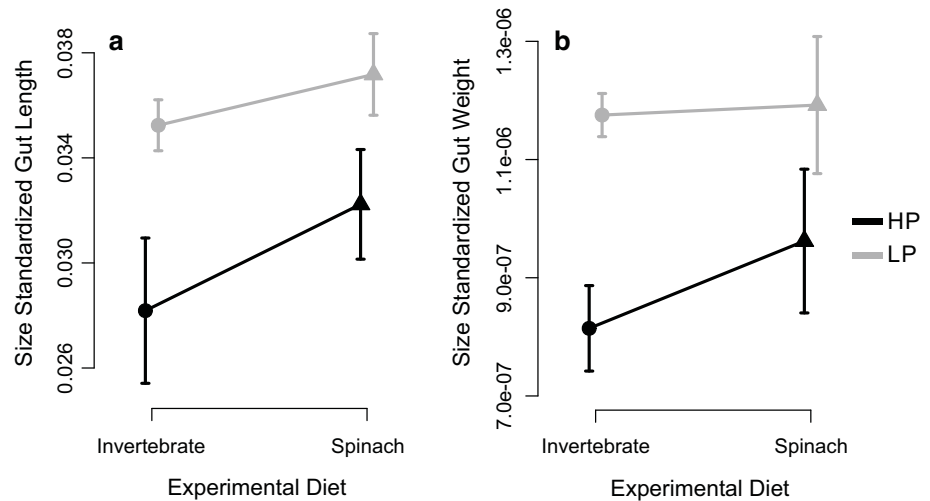 a
Size Standardized Gut Length
0.038
0.034
0.030
0.026
Invertebrate
Spinach
Experimental Diet
b
Size Standardized Gut Weight
1.3e-06
1.1e-06
9.0e-07
7.0e-07
Invertebrate
Spinach
Experimental Diet
HP
LP